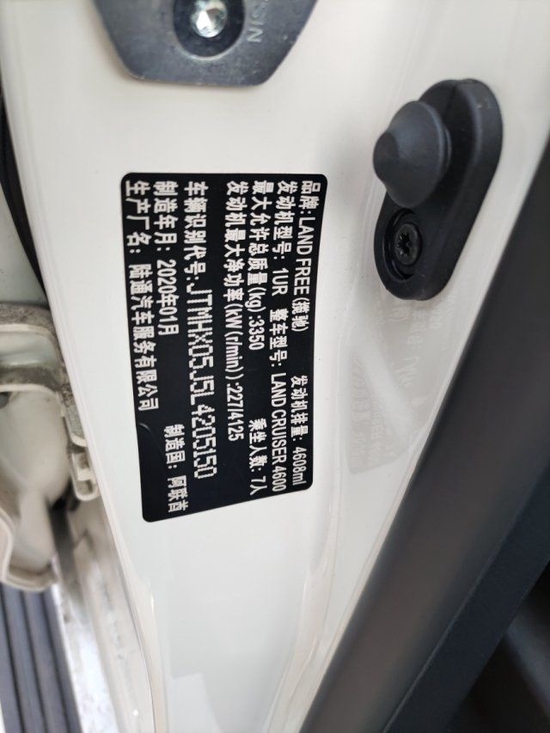 品牌: LAND FREE(缆驰) 发动机排量: 4608ml
发动机型号: 1UR 整车型号: LAND CRUISER 4600
最大允许总质量(kg):3350 乘坐人数: 7人
发动机最大净功率(kW(r/min)):227/4125
车辆识别代号:JTMHX05J5L4205150
制造年月: 2020年01月 制造国: 阿联酋
生产厂名: 陆通汽车服务有限公司